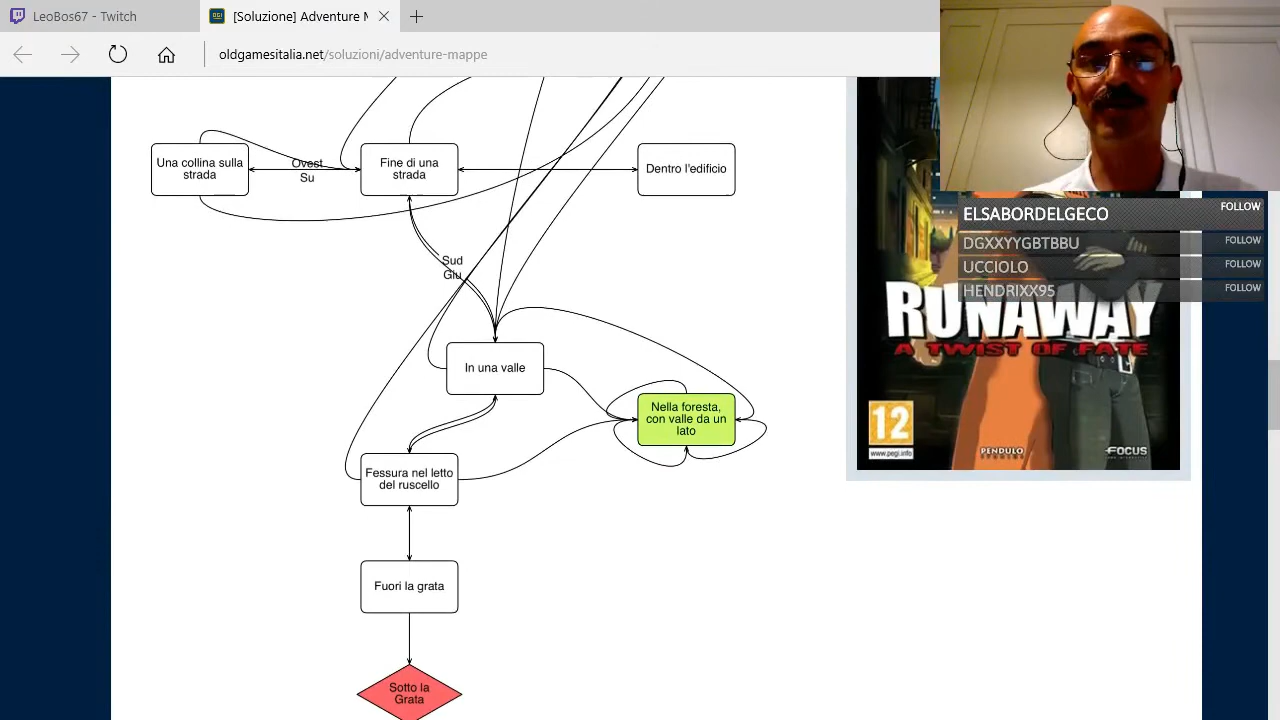 LeoBos67 - Twitch
[Soluzione] Adventure M
oldgamesitalia.net/soluzioni/adventure-mappe
Una collina sulla
strada
Ovest
Su
Fine di una
strada
Dentro l'edificio
Sud
Giu
In una valle
Nella foresta,
con valle da un
lato
Fessura nel letto
del ruscello
Fuori la grata
Sotto la
Grata
ELSABORDELGECO FOLLOW
DGXXYYGBTBBU FOLLOW
UCCIOLO FOLLOW
HENDRIXX95 FOLLOW
RUNAWAY
A TWIST OF FATE
12
www.pegi.info
PENDULO
FOCUS